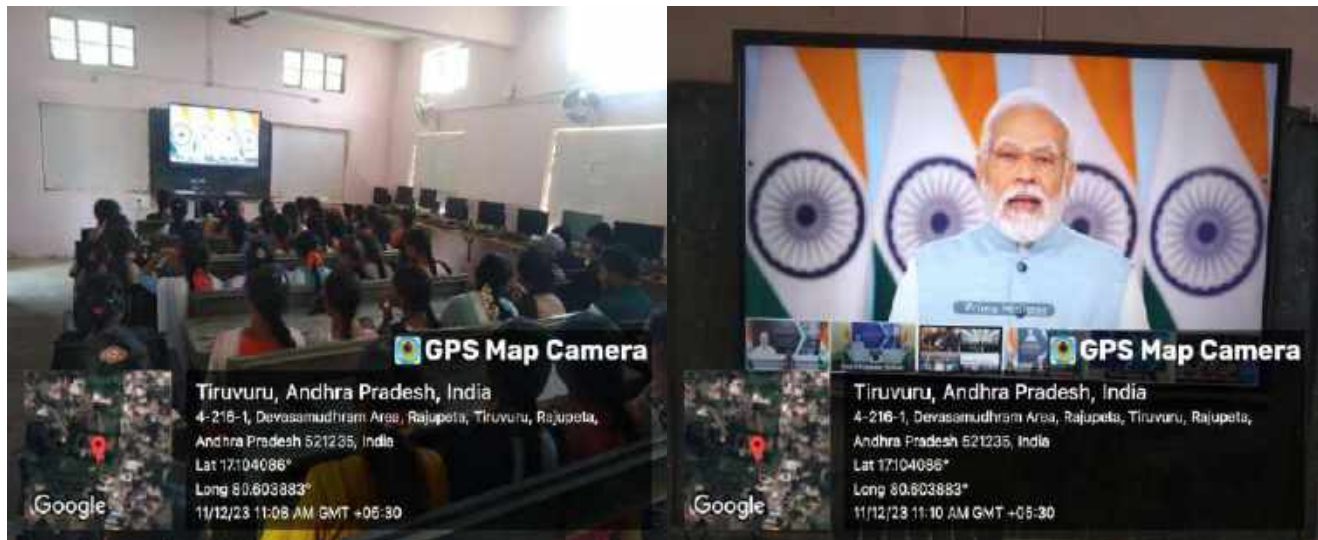 GPS Map Camera
Tiruvuru, Andhra Pradesh, India
4-216-1, Devasamudhram Area, Rajupeta, Tiruvuru, Rajupeta,
Andhra Pradesh 521235, India
Lat 17.104086°
Long 80.603883°
11/12/23 11:08 AM GMT +05:30
Google
Prime Minister
GPS Map Camera
Tiruvuru, Andhra Pradesh, India
4-216-1, Devasamudhram Area, Rajupeta, Tiruvuru, Rajupeta,
Andhra Pradesh 521235, India
Lat 17.104086°
Long 80.603883°
11/12/23 11:10 AM GMT +05:30
Google